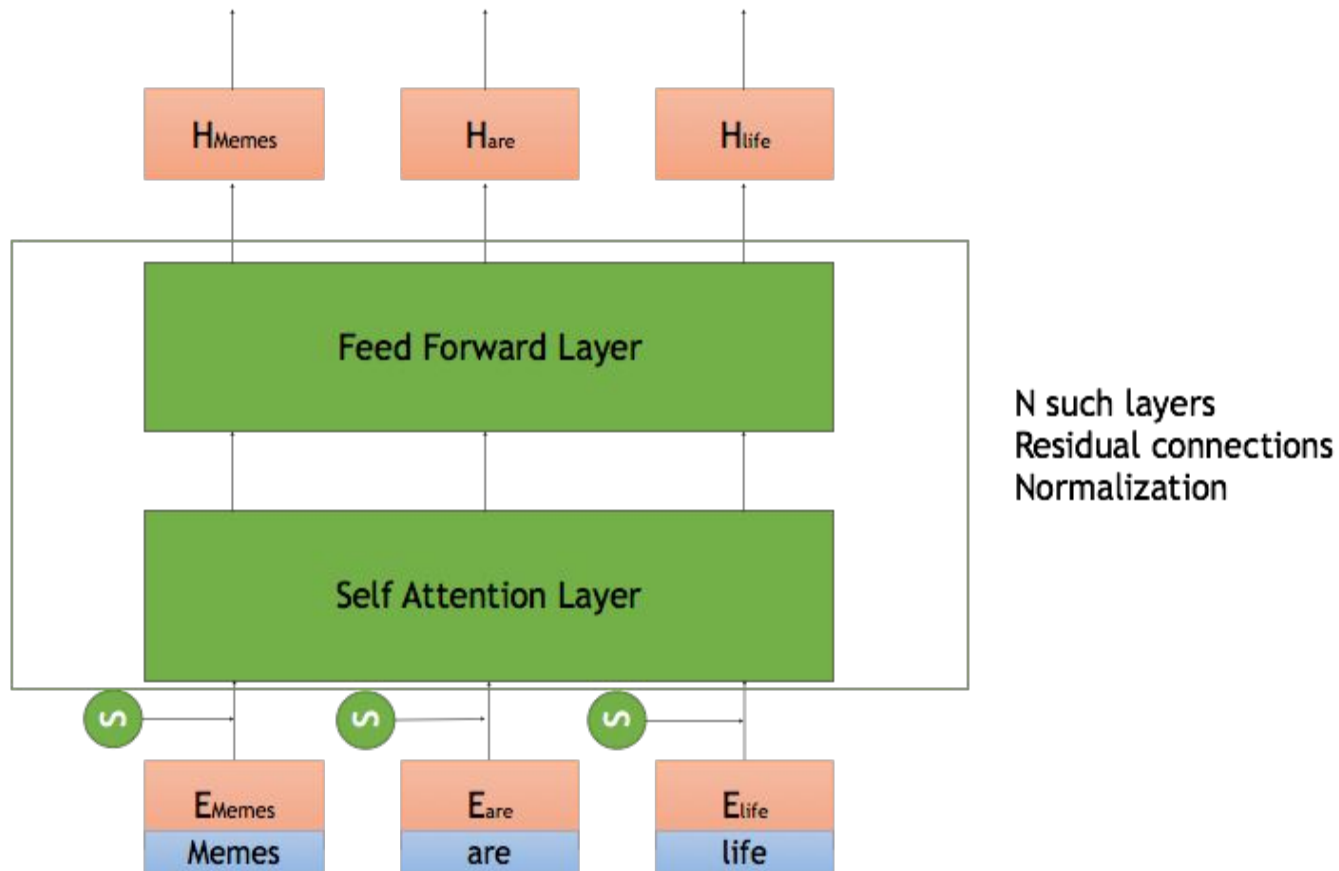 HMemes Hare Hlife
Feed Forward Layer
N such layers
Residual connections
Normalization
Self Attention Layer
S S S
EMemes Eare Elife
Memes are life